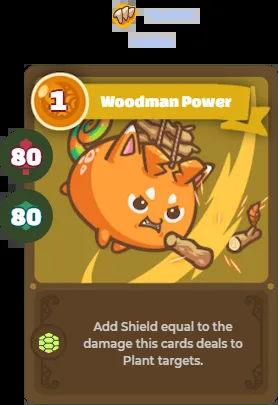 1
Woodman Power
80
80
Add Shield equal to the
damage this cards deals to
Plant targets.